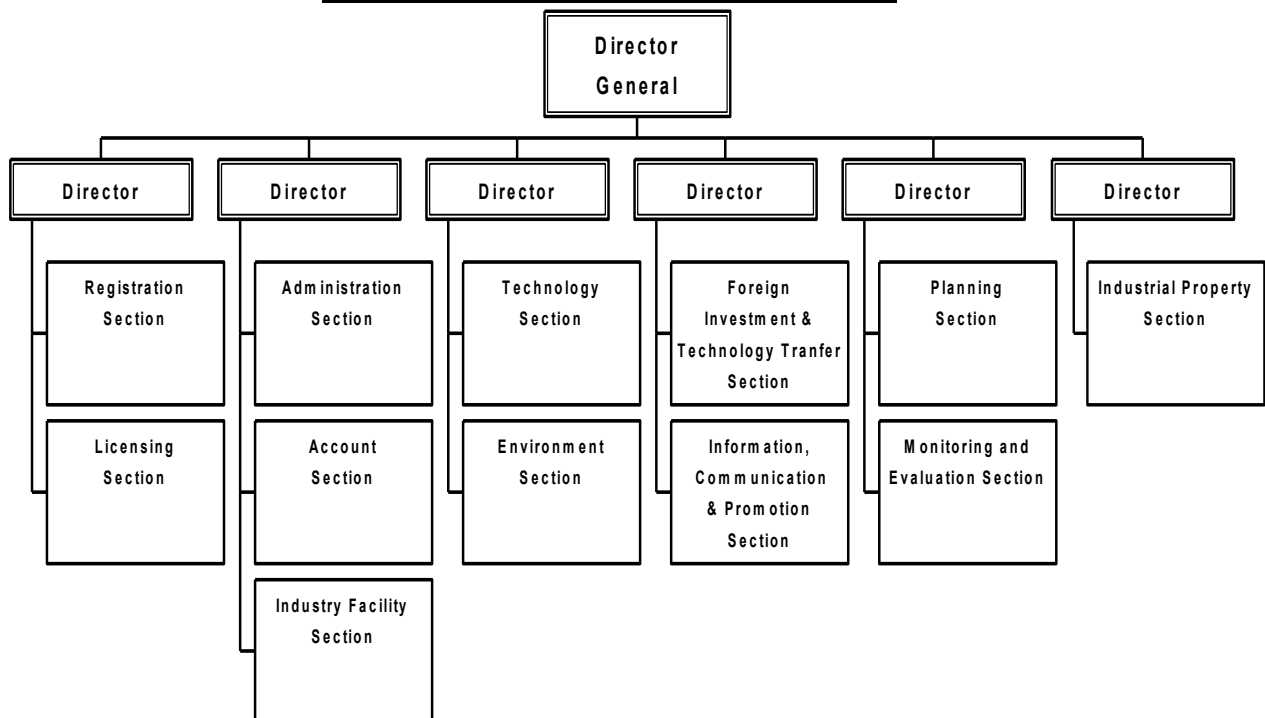 Director
General
Director
Director
Director
Director
Director
Director
Registration
Section
Administration
Section
Technology
Section
Foreign
Investment &
Technology Tranfer
Section
Planning
Section
Industrial Property
Section
Licensing
Section
Account
Section
Environment
Section
Information,
Communication
& Promotion
Section
Monitoring and
Evaluation Section
Industry Facility
Section